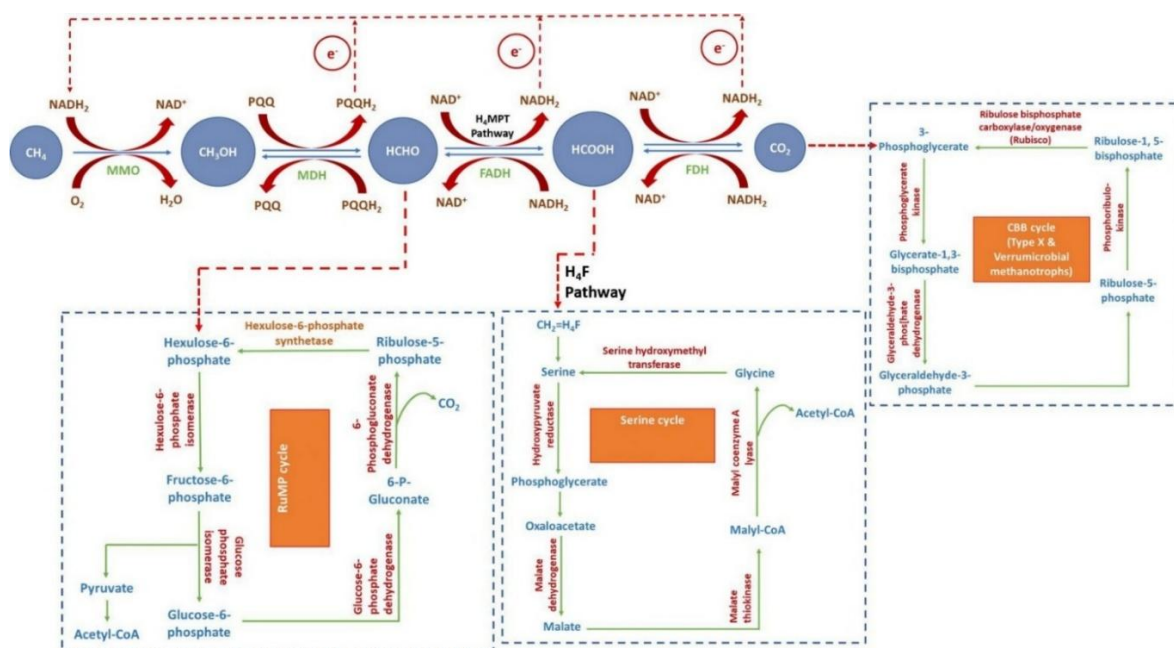 e⁻
e⁻
e⁻
NADH₂
NAD⁺
PQQ
PQQH₂
NAD⁺
NADH₂
NAD⁺
NADH₂
H₄MPT
Pathway
CH₄
CH₃OH
HCHO
HCOOH
CO₂
MMO
MDH
FADH
FDH
O₂
H₂O
PQQ
PQQH₂
NAD⁺
NADH₂
NAD⁺
NADH₂
Ribulose bisphosphate
carboxylase/oxygenase
(Rubisco)
3-
Phosphoglycerate
Ribulose-1, 5-
bisphosphate
Phosphoglycerate
kinase
Phosphoribulo-
kinase
CBB cycle
(Type X &
Verrumicrobial
methanotrophs)
Glycerate-1,3-
bisphosphate
Ribulose-5-
phosphate
Glyceraldehyde-3-
phos[hate
dehydrogenase
Glyceraldehyde-3-
phosphate
H₄F
Pathway
Hexulose-6-phosphate
synthetase
Hexulose-6-
phosphate
Ribulose-5-
phosphate
Hexulose-6-
phosphate
isomerase
6-
Phosphogluconate
dehydrogenase
CO₂
RuMP cycle
Fructose-6-
phosphate
6-P-
Gluconate
Glucose
phosphate
isomerase
Glucose-6-
phosphate
dehydrogenase
Pyruvate
Acetyl-CoA
Glucose-6-
phosphate
CH₂=H₄F
Serine hydroxymethyl
transferase
Serine
Glycine
Hydroxypyruvate
reductase
Serine cycle
Malyl coenzyme A
lyase
Acetyl-CoA
Phosphoglycerate
Oxaloacetate
Malyl-CoA
Malate
dehydrogenase
Malate
thiokinase
Malate